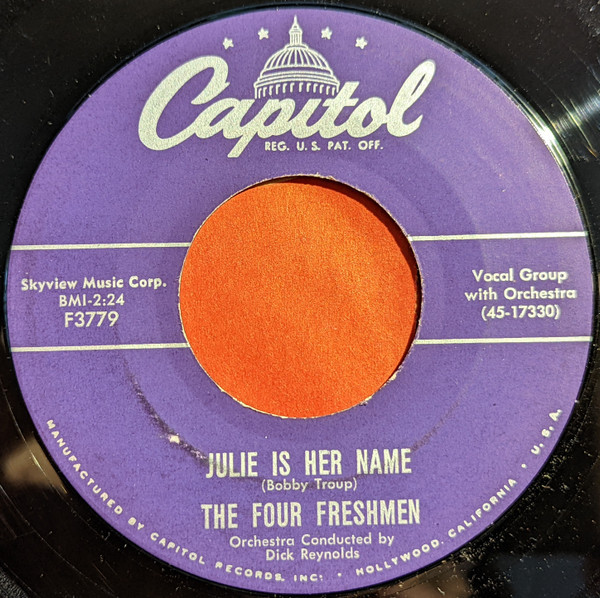 Capitol
REG. U.S. PAT. OFF.
Skyview Music Corp.
BMI-2:24
F3779
Vocal Group
with Orchestra
(45-17330)
JULIE IS HER NAME
(Bobby Troup)
THE FOUR FRESHMEN
Orchestra Conducted by
Dick Reynolds
MANUFACTURED BY CAPITOL RECORDS, INC. • HOLLYWOOD, CALIFORNIA • U.S.A.